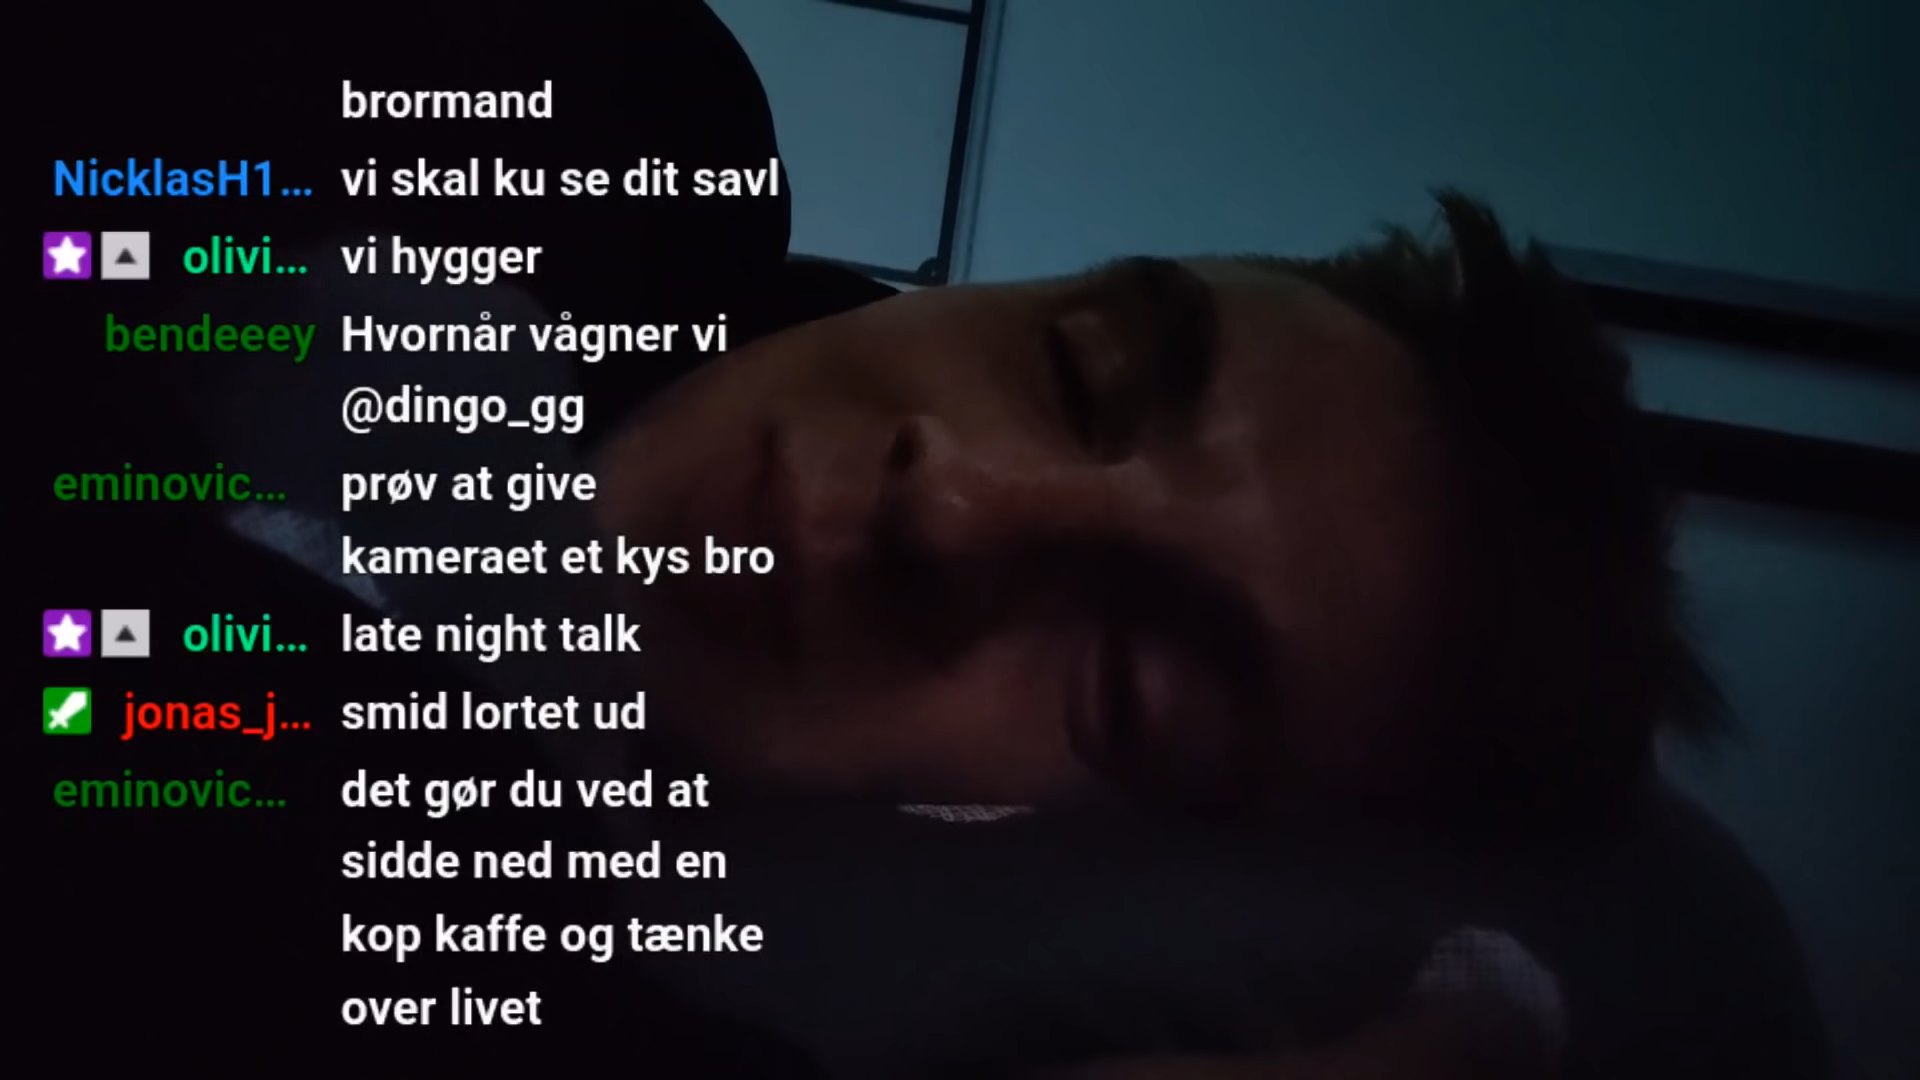 brormand
NicklasH1... vi skal ku se dit savl
olivi... vi hygger
bendeeey Hvornår vågner vi
@dingo_gg
eminovic... prøv at give
kameraet et kys bro
olivi... late night talk
jonas_j... smid lortet ud
eminovic... det gør du ved at
sidde ned med en
kop kaffe og tænke
over livet